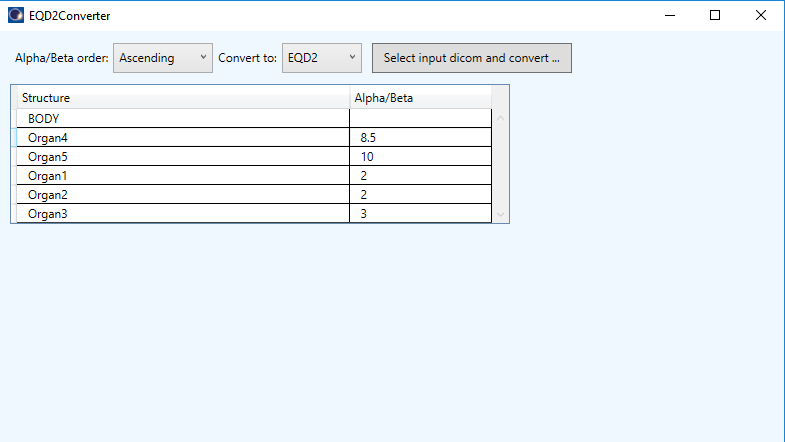 EQD2Converter
Alpha/Beta order: Ascending Convert to: EQD2 Select input dicom and convert ...
Structure Alpha/Beta
BODY
Organ4 8.5
Organ5 10
Organ1 2
Organ2 2
Organ3 3